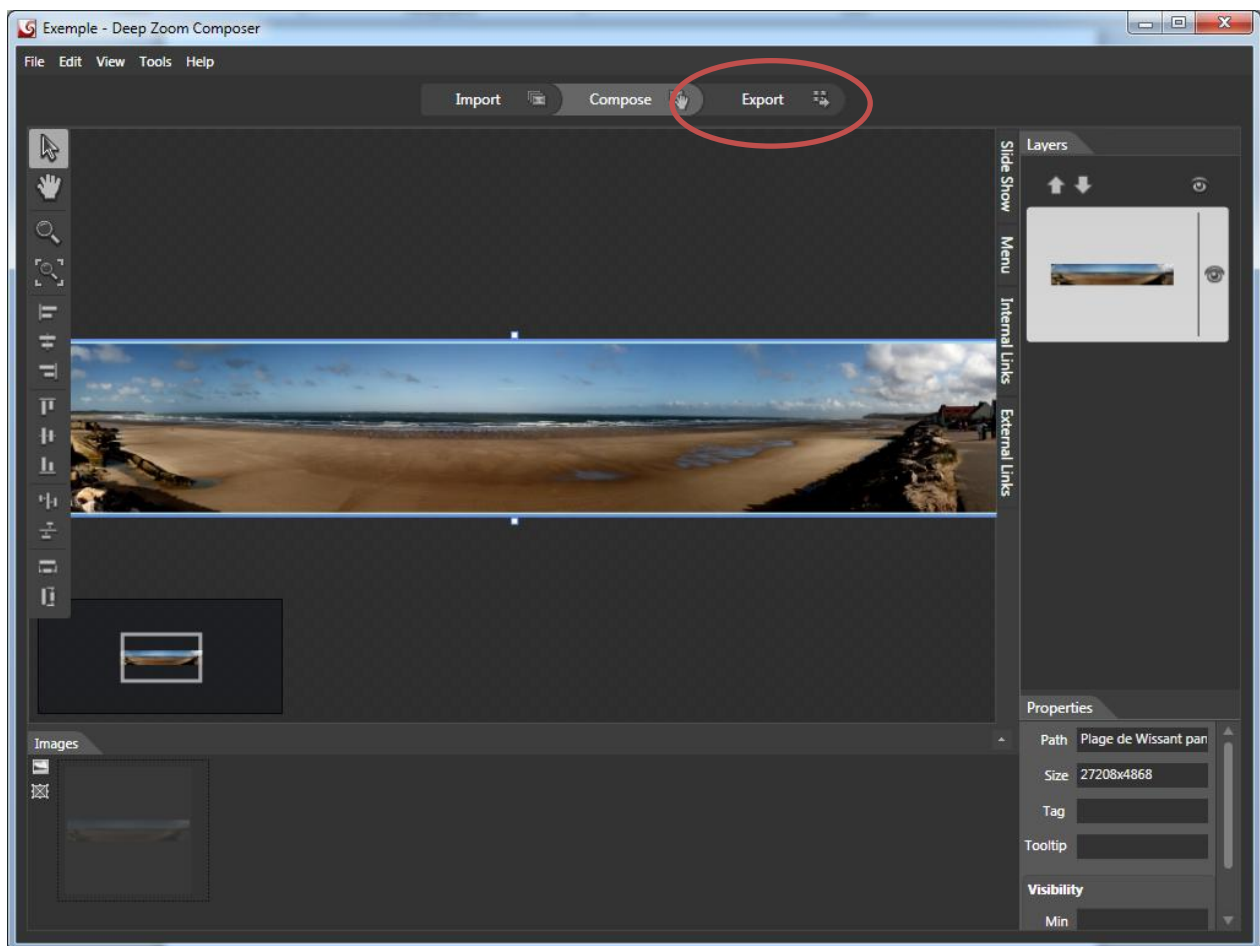 Exemple - Deep Zoom Composer
File Edit View Tools Help
Import Compose Export
Slide Show
Menu
Internal Links
External Links
Layers
Properties
Path Plage de Wissant pan
Size 27208x4868
Tag
Tooltip
Visibility
Min
Images